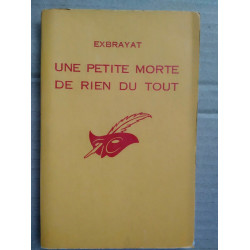 EXBRAYAT
UNE PETITE MORTE
DE RIEN DU TOUT